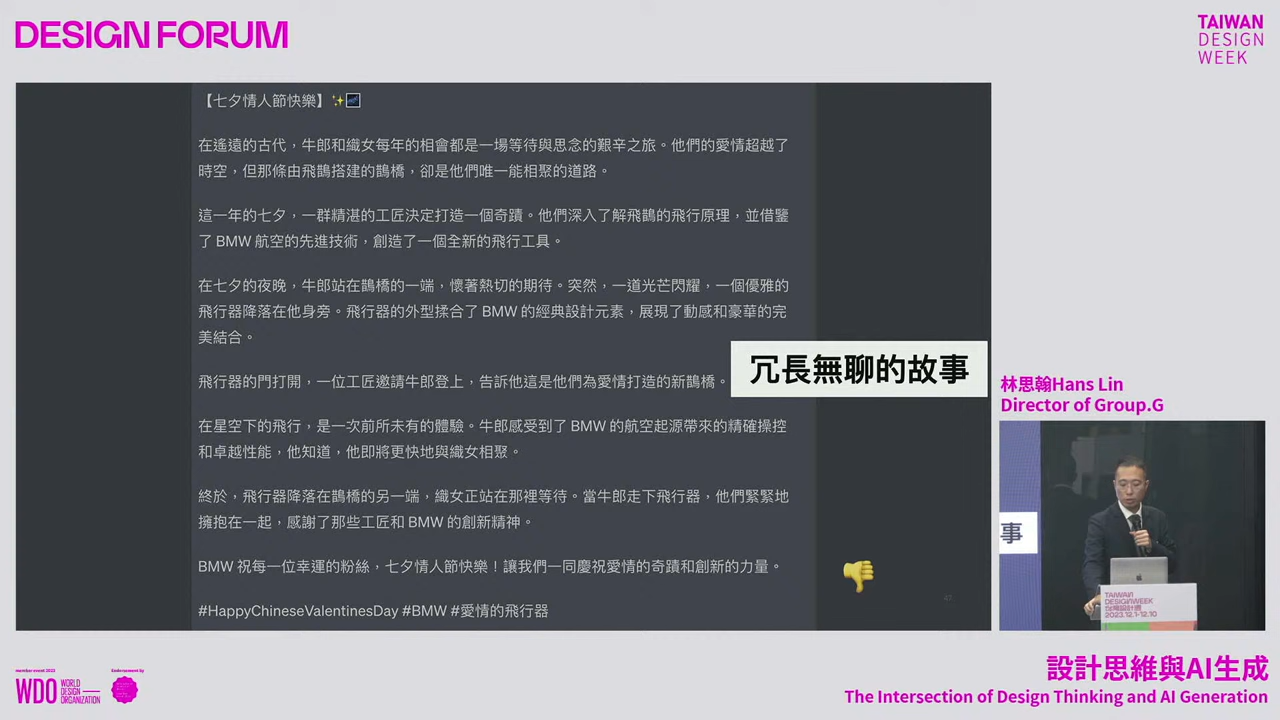 DESIGN FORUM
TAIWAN
DESIGN
WEEK
【七夕情人節快樂】✨🌌
在遙遠的古代，牛郎和織女每年的相會都是一場等待與思念的艱辛之旅。他們的愛情超越了
時空，但那條由飛鵲搭建的鵲橋，卻是他們唯一能相聚的道路。
這一年的七夕，一群精湛的工匠決定打造一個奇蹟。他們深入了解飛鵲的飛行原理，並借鑒
了 BMW 航空的先進技術，創造了一個全新的飛行工具。
在七夕的夜晚，牛郎站在鵲橋的一端，懷著熱切的期待。突然，一道光芒閃耀，一個優雅的
飛行器降落在他身旁。飛行器的外型揉合了 BMW 的經典設計元素，展現了動感和豪華的完
美結合。
飛行器的門打開，一位工匠邀請牛郎登上，告訴他這是他們為愛情打造的新鵲橋。
冗長無聊的故事
在星空下的飛行，是一次前所未有的體驗。牛郎感受到了 BMW 的航空起源帶來的精確操控
和卓越性能，他知道，他即將更快地與織女相聚。
終於，飛行器降落在鵲橋的另一端，織女正站在那裡等待。當牛郎走下飛行器，他們緊緊地
擁抱在一起，感謝了那些工匠和 BMW 的創新精神。
BMW 祝每一位幸運的粉絲，七夕情人節快樂！讓我們一同慶祝愛情的奇蹟和創新的力量。
#HappyChineseValentinesDay #BMW #愛情的飛行器
林思翰Hans Lin
Director of Group.G
事
TAIWAN
DESIGNWEEK
台灣設計週
2023.12.1-12.10
member event 2023
WDO
WORLD
DESIGN
ORGANIZATION
Endorsement by
設計思維與AI生成
The Intersection of Design Thinking and AI Generation